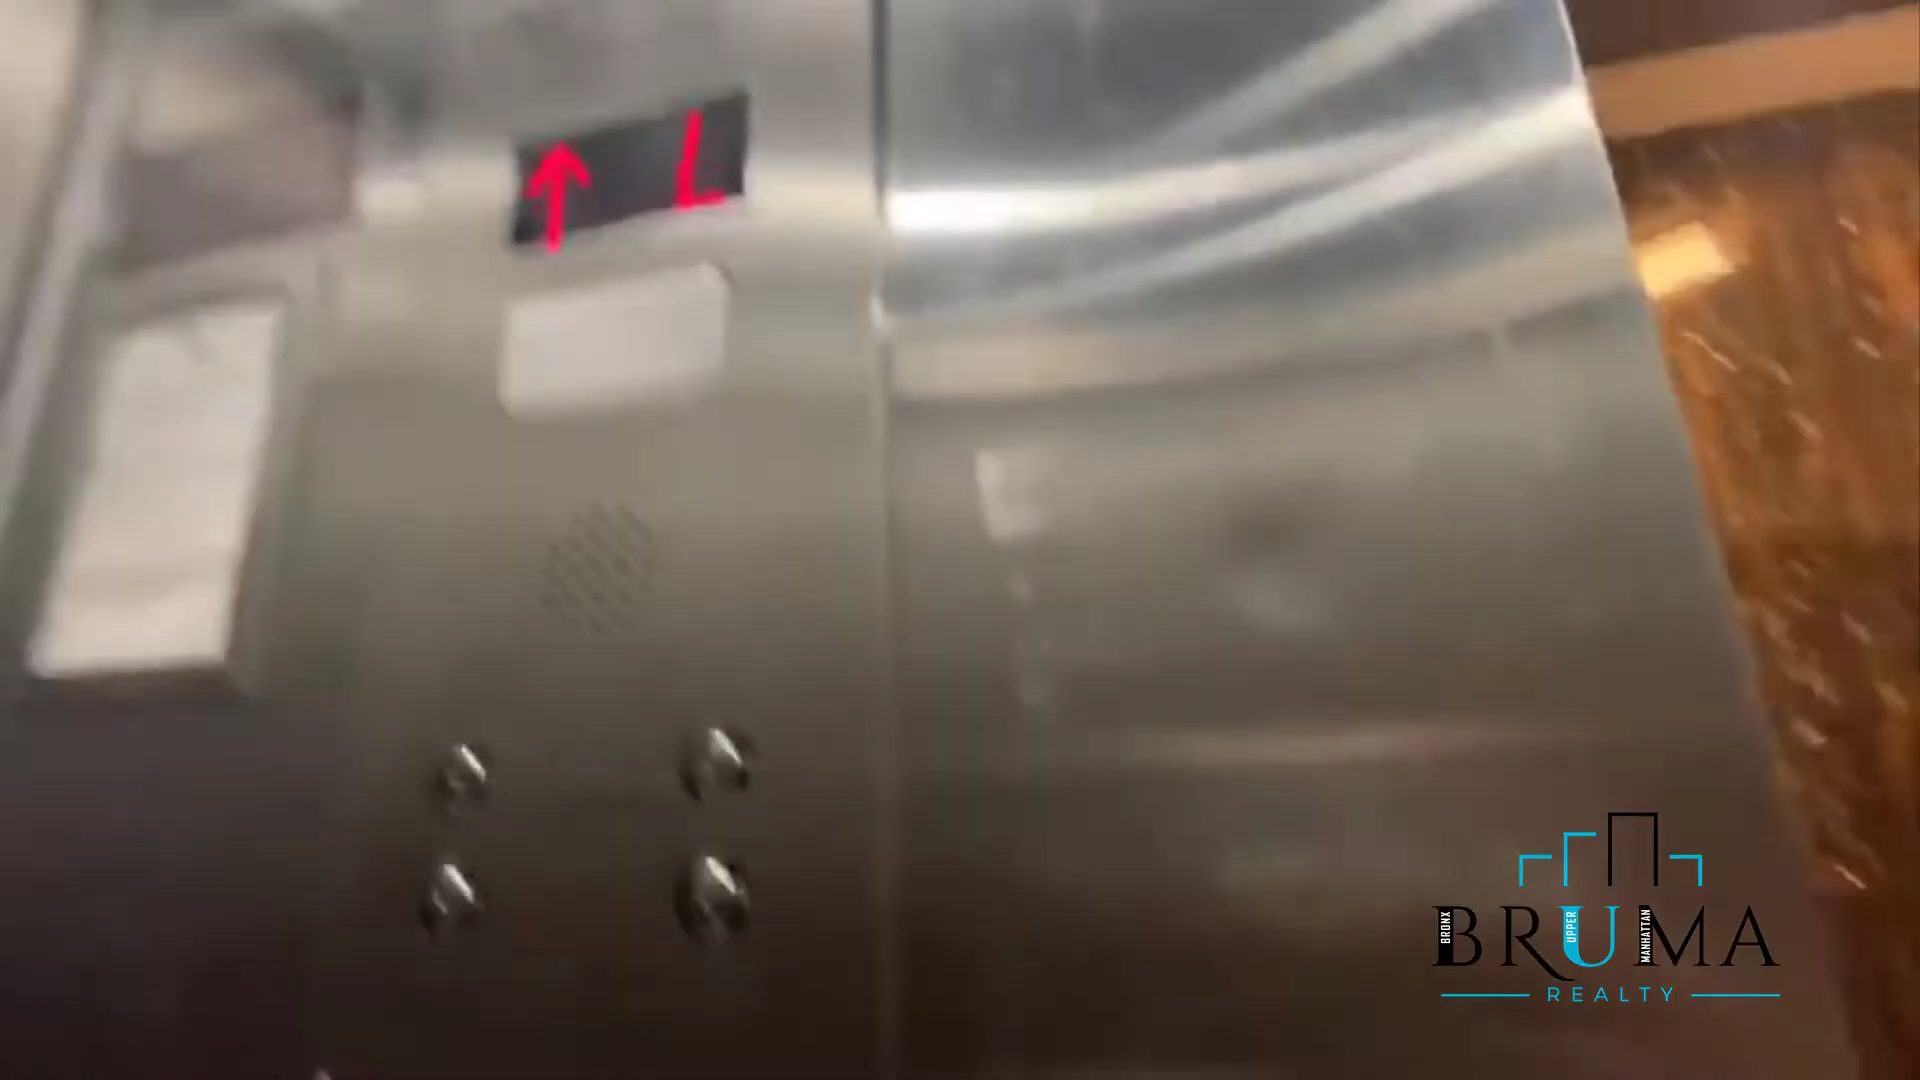 ↑ L
BRONX UPPER MANHATTAN
BRUMA
REALTY